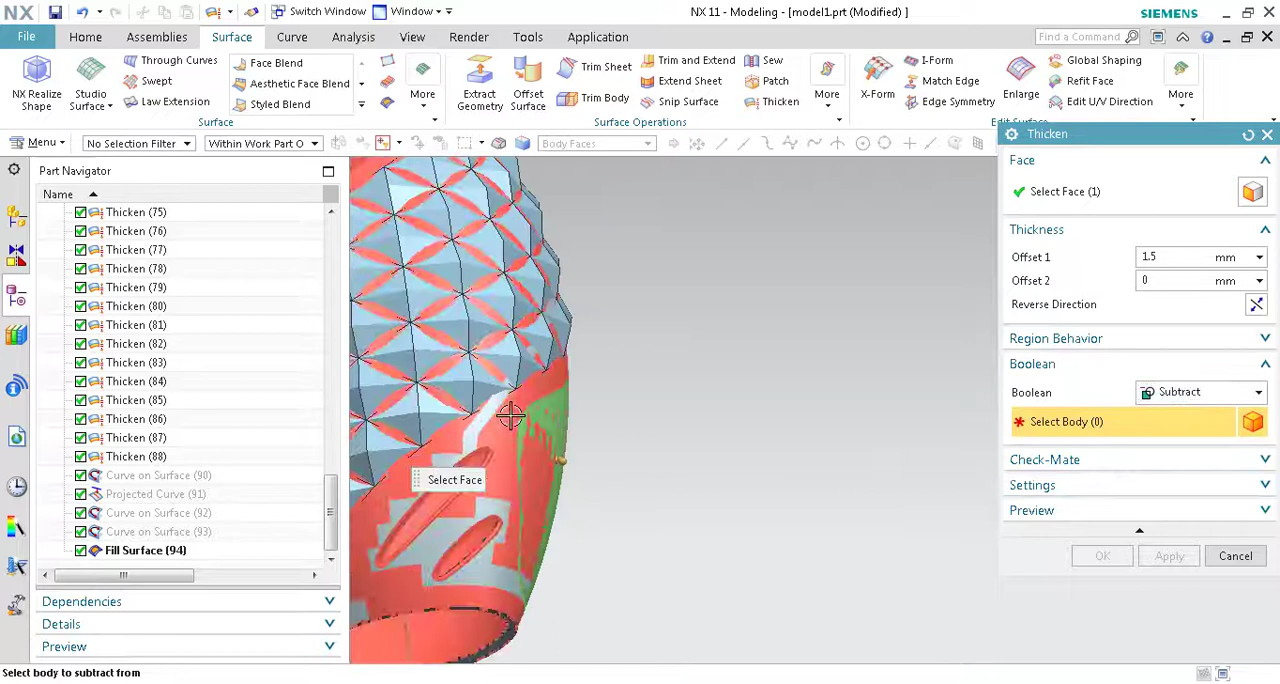 NX
Switch Window
Window
NX 11 - Modeling - [model1.prt (Modified) ]
SIEMENS
File
Home
Assemblies
Surface
Curve
Analysis
View
Render
Tools
Application
Find a Command
NX Realize Shape
Studio Surface
Through Curves
Swept
Law Extension
Face Blend
Aesthetic Face Blend
Styled Blend
More
Surface
Extract Geometry
Offset Surface
Trim Sheet
Trim Body
Trim and Extend
Extend Sheet
Snip Surface
Sew
Patch
Thicken
More
Surface Operations
X-Form
I-Form
Match Edge
Edge Symmetry
Enlarge
Global Shaping
Refit Face
Edit U/V Direction
More
Edit Surface
Menu
No Selection Filter
Within Work Part O
Body Faces
Part Navigator
Name
Thicken (75)
Thicken (76)
Thicken (77)
Thicken (78)
Thicken (79)
Thicken (80)
Thicken (81)
Thicken (82)
Thicken (83)
Thicken (84)
Thicken (85)
Thicken (86)
Thicken (87)
Thicken (88)
Curve on Surface (90)
Projected Curve (91)
Curve on Surface (92)
Curve on Surface (93)
Fill Surface (94)
Dependencies
Details
Preview
Select Face
Thicken
Face
Select Face (1)
Thickness
Offset 1 1.5 mm
Offset 2 0 mm
Reverse Direction
Region Behavior
Boolean
Boolean Subtract
Select Body (0)
Check-Mate
Settings
Preview
OK Apply Cancel
Select body to subtract from